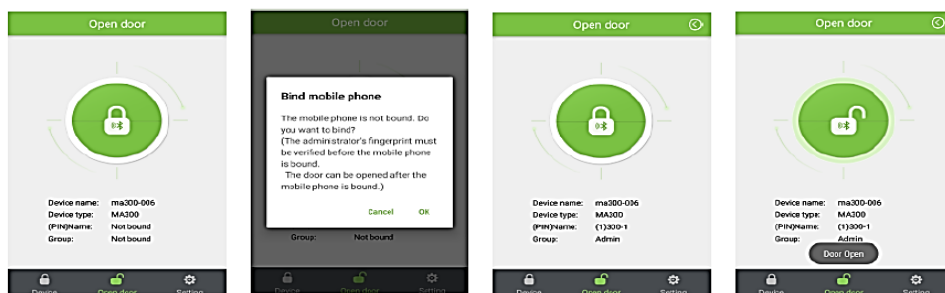 Open door
Device name: ma300-006
Device type: MA300
(PIN)Name: Not bound
Group: Not bound
Device Open door Setting
Open door
Bind mobile phone
The mobile phone is not bound. Do
you want to bind?
(The administrator's fingerprint must
be verified before the mobile phone
is bound.
The door can be opened after the
mobile phone is bound.)
Cancel OK
Group: Not bound
Device Open door Setting
Open door
Device name: ma300-006
Device type: MA300
(PIN)Name: (1)300-1
Group: Admin
Device Open door Setting
Open door
Device name: ma300-006
Device type: MA300
(PIN)Name: (1)300-1
Group: Admin
Door Open
Device Open door Setting